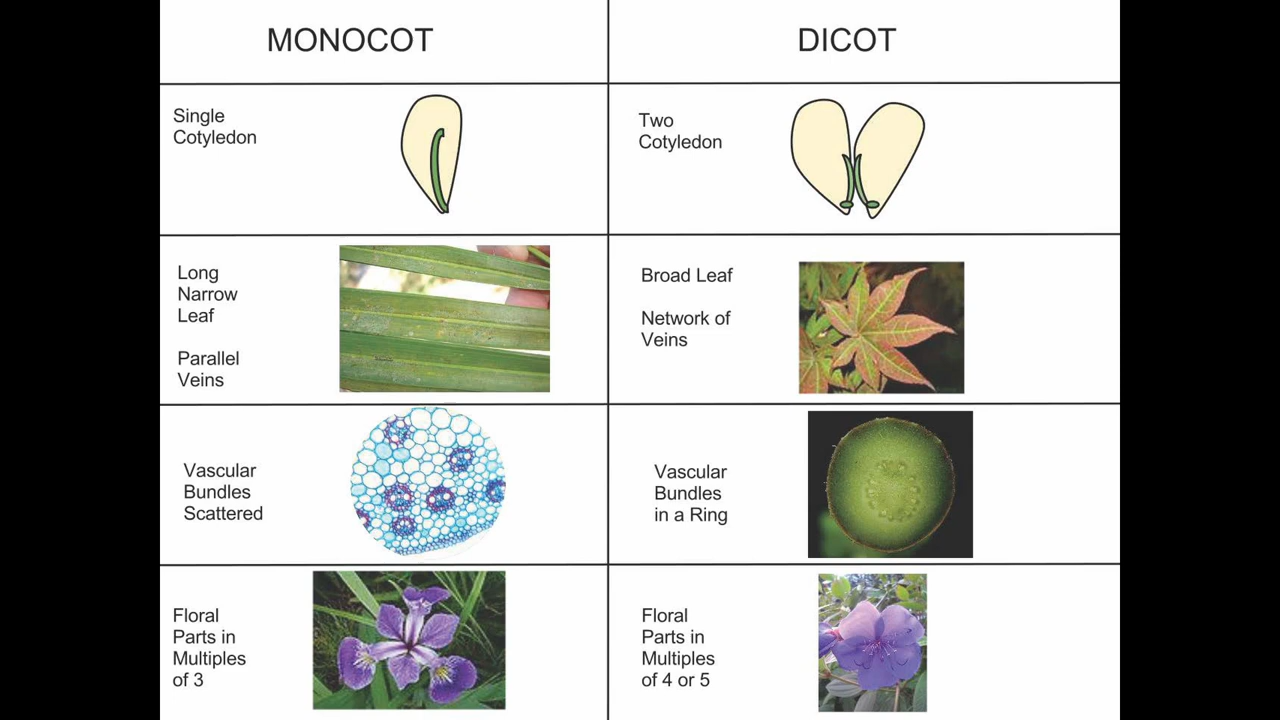 MONOCOT
DICOT
Single
Cotyledon
Two
Cotyledon
Long
Narrow
Leaf
Parallel
Veins
Broad Leaf
Network of
Veins
Vascular
Bundles
Scattered
Vascular
Bundles
in a Ring
Floral
Parts in
Multiples
of 3
Floral
Parts in
Multiples
of 4 or 5